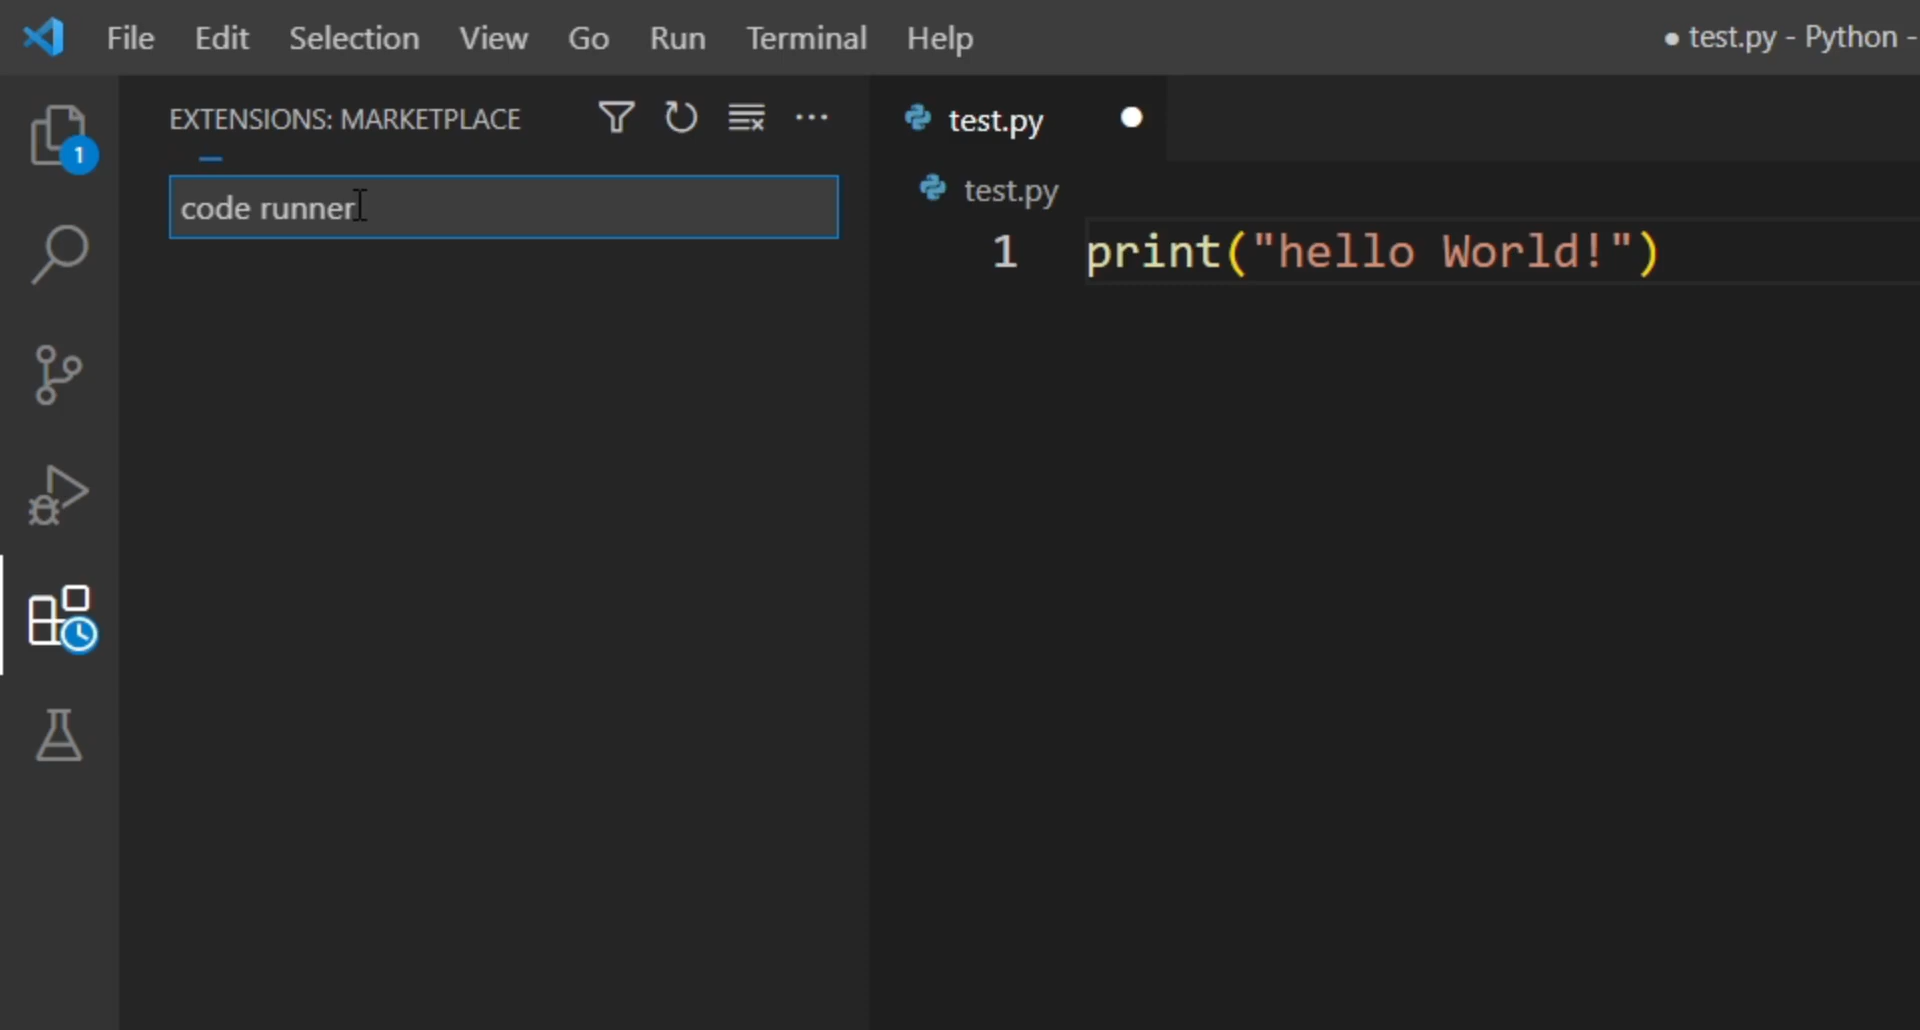 File Edit Selection View Go Run Terminal Help
● test.py - Python -
EXTENSIONS: MARKETPLACE
code runner
1
test.py
test.py
1 print("hello World!")